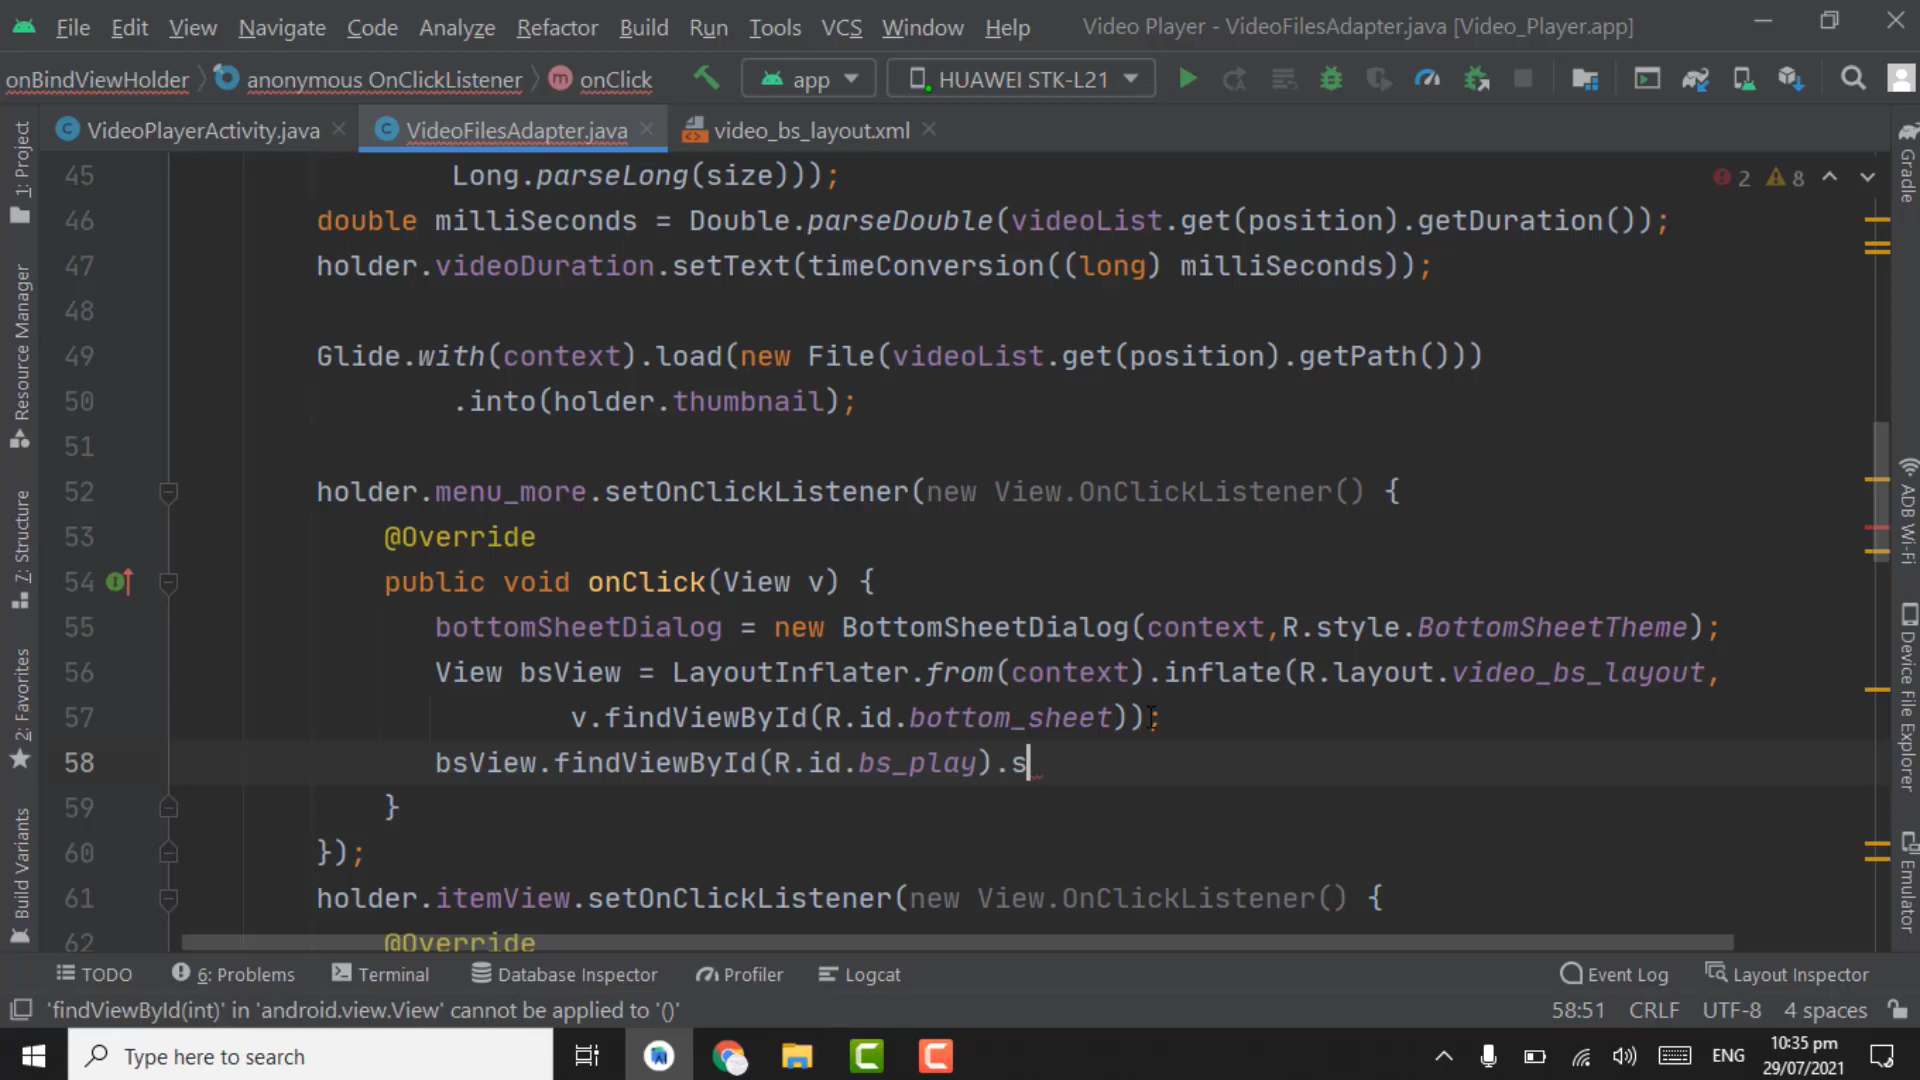 File Edit View Navigate Code Analyze Refactor Build Run Tools VCS Window Help Video Player - VideoFilesAdapter.java [Video_Player.app]
onBindViewHolder anonymous OnClickListener onClick app HUAWEI STK-L21
VideoPlayerActivity.java VideoFilesAdapter.java video_bs_layout.xml
45 Long.parseLong(size))); 2 8
46 double milliSeconds = Double.parseDouble(videoList.get(position).getDuration());
47 holder.videoDuration.setText(timeConversion((long) milliSeconds));
48
49 Glide.with(context).load(new File(videoList.get(position).getPath()))
50 .into(holder.thumbnail);
51
52 holder.menu_more.setOnClickListener(new View.OnClickListener() {
53 @Override
54 public void onClick(View v) {
55 bottomSheetDialog = new BottomSheetDialog(context,R.style.BottomSheetTheme);
56 View bsView = LayoutInflater.from(context).inflate(R.layout.video_bs_layout,
57 v.findViewById(R.id.bottom_sheet));
58 bsView.findViewById(R.id.bs_play).s
59 }
60 });
61 holder.itemView.setOnClickListener(new View.OnClickListener() {
62 @Override
1: Project
Resource Manager
7: Structure
2: Favorites
Build Variants
Gradle
ADB Wi-Fi
Device File Explorer
Emulator
TODO 6: Problems Terminal Database Inspector Profiler Logcat Event Log Layout Inspector
'findViewById(int)' in 'android.view.View' cannot be applied to '()' 58:51 CRLF UTF-8 4 spaces
Type here to search ENG 10:35 pm
29/07/2021